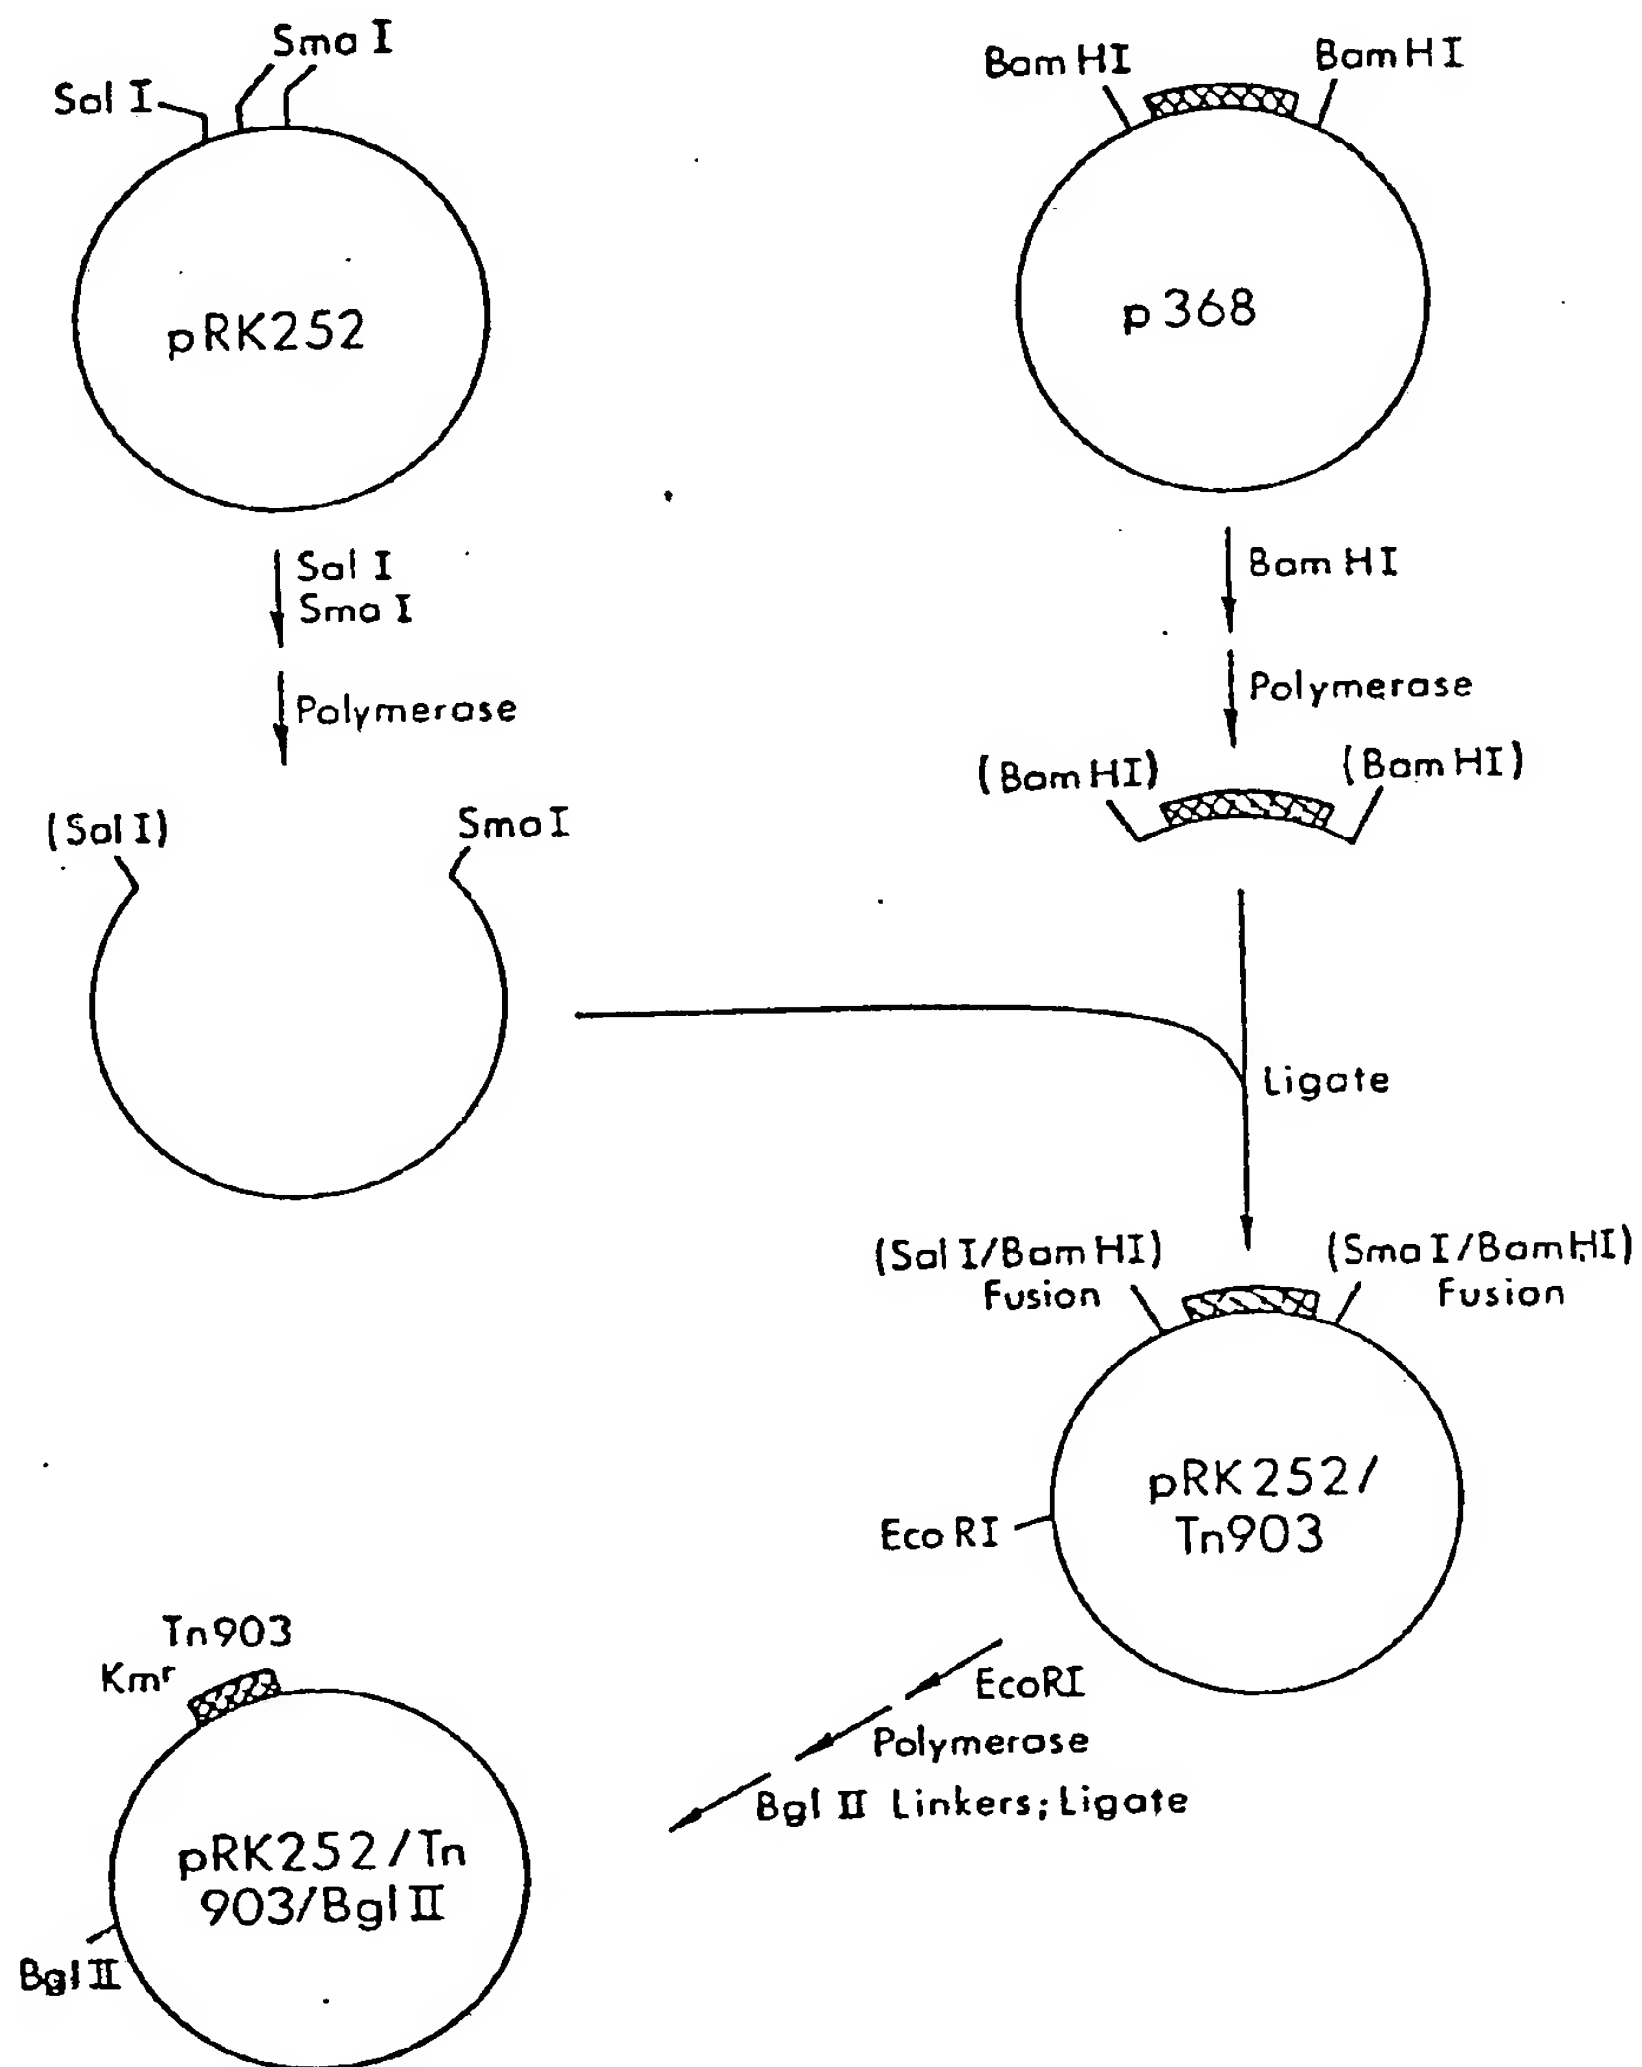 Sma I
Sal I
pRK252
Bam HI
Bam HI
p368
Sal I
Sma I
Polymerase
Bam HI
Polymerase
(Sal I)
Sma I
(Bam HI)
(Bam HI)
Ligate
(Sal I/Bam HI)
Fusion
(Sma I/Bam HI)
Fusion
pRK252/
Tn903
Eco RI
EcoRI
Polymerase
Bgl II Linkers; Ligate
Tn903
Kmr
pRK252/Tn
903/Bgl II
Bgl II